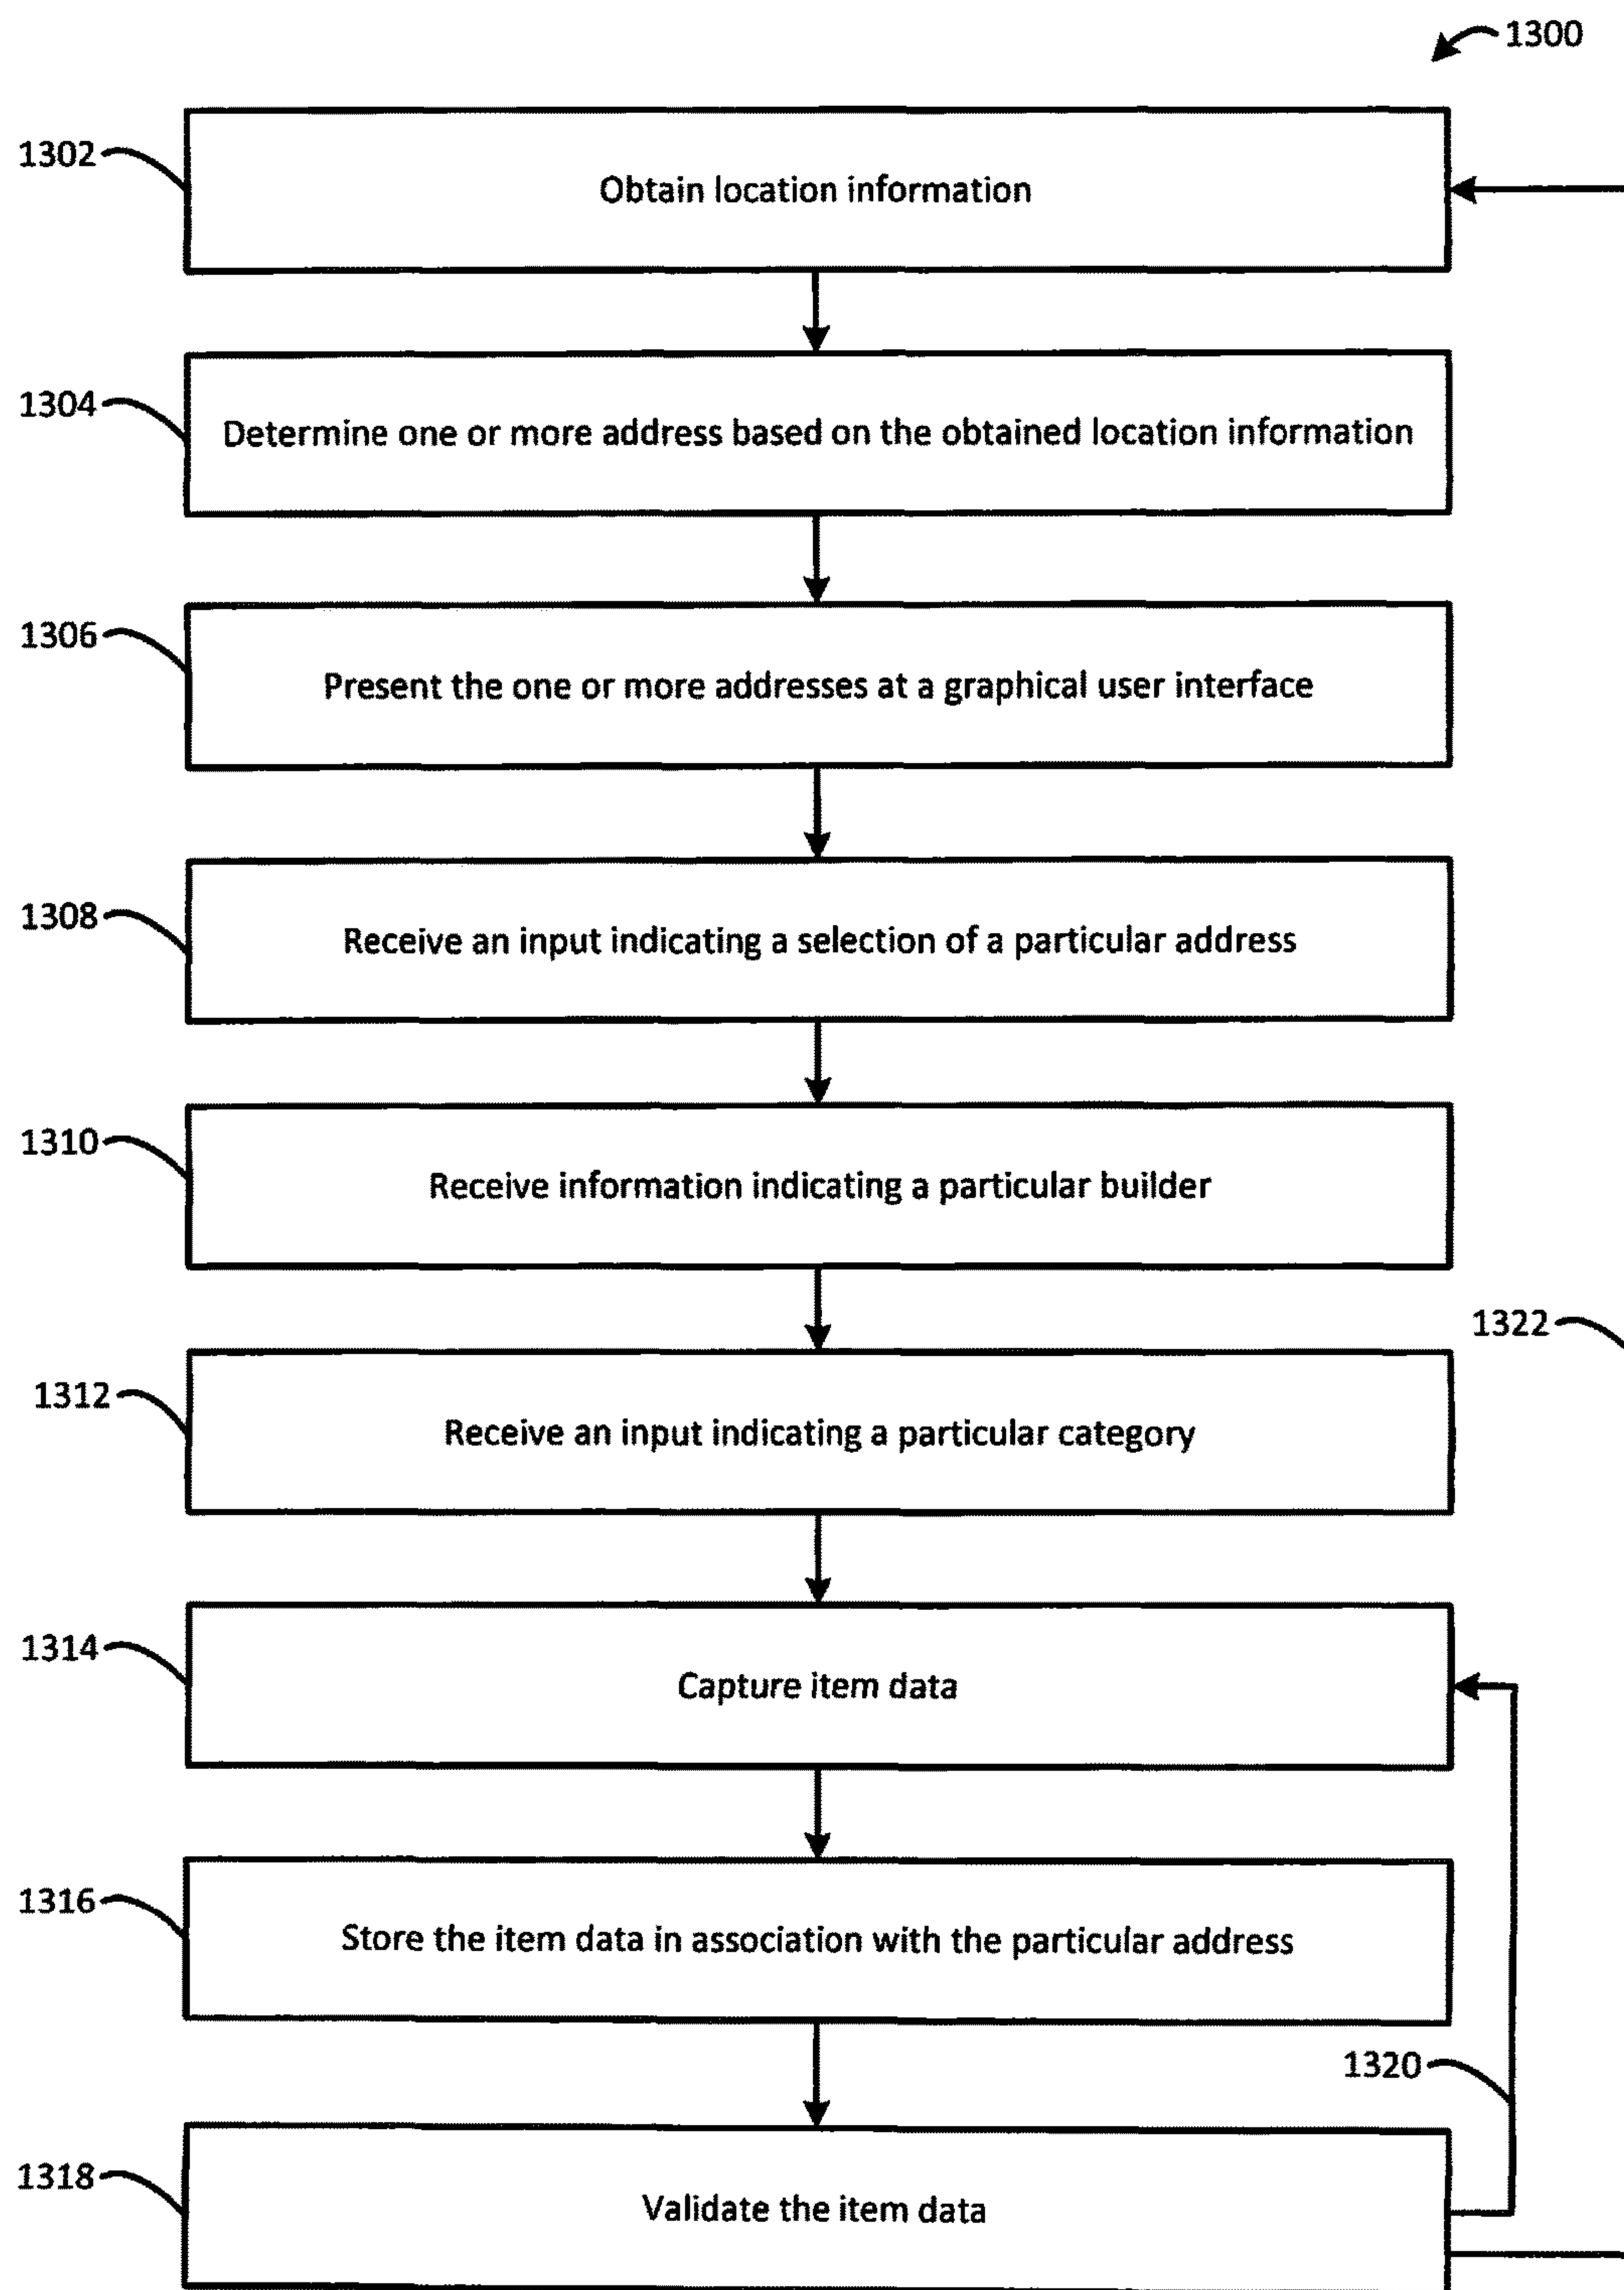 1300
1302
Obtain location information
1304
Determine one or more address based on the obtained location information
1306
Present the one or more addresses at a graphical user interface
1308
Receive an input indicating a selection of a particular address
1310
Receive information indicating a particular builder
1322
1312
Receive an input indicating a particular category
1314
Capture item data
1316
Store the item data in association with the particular address
1320
1318
Validate the item data